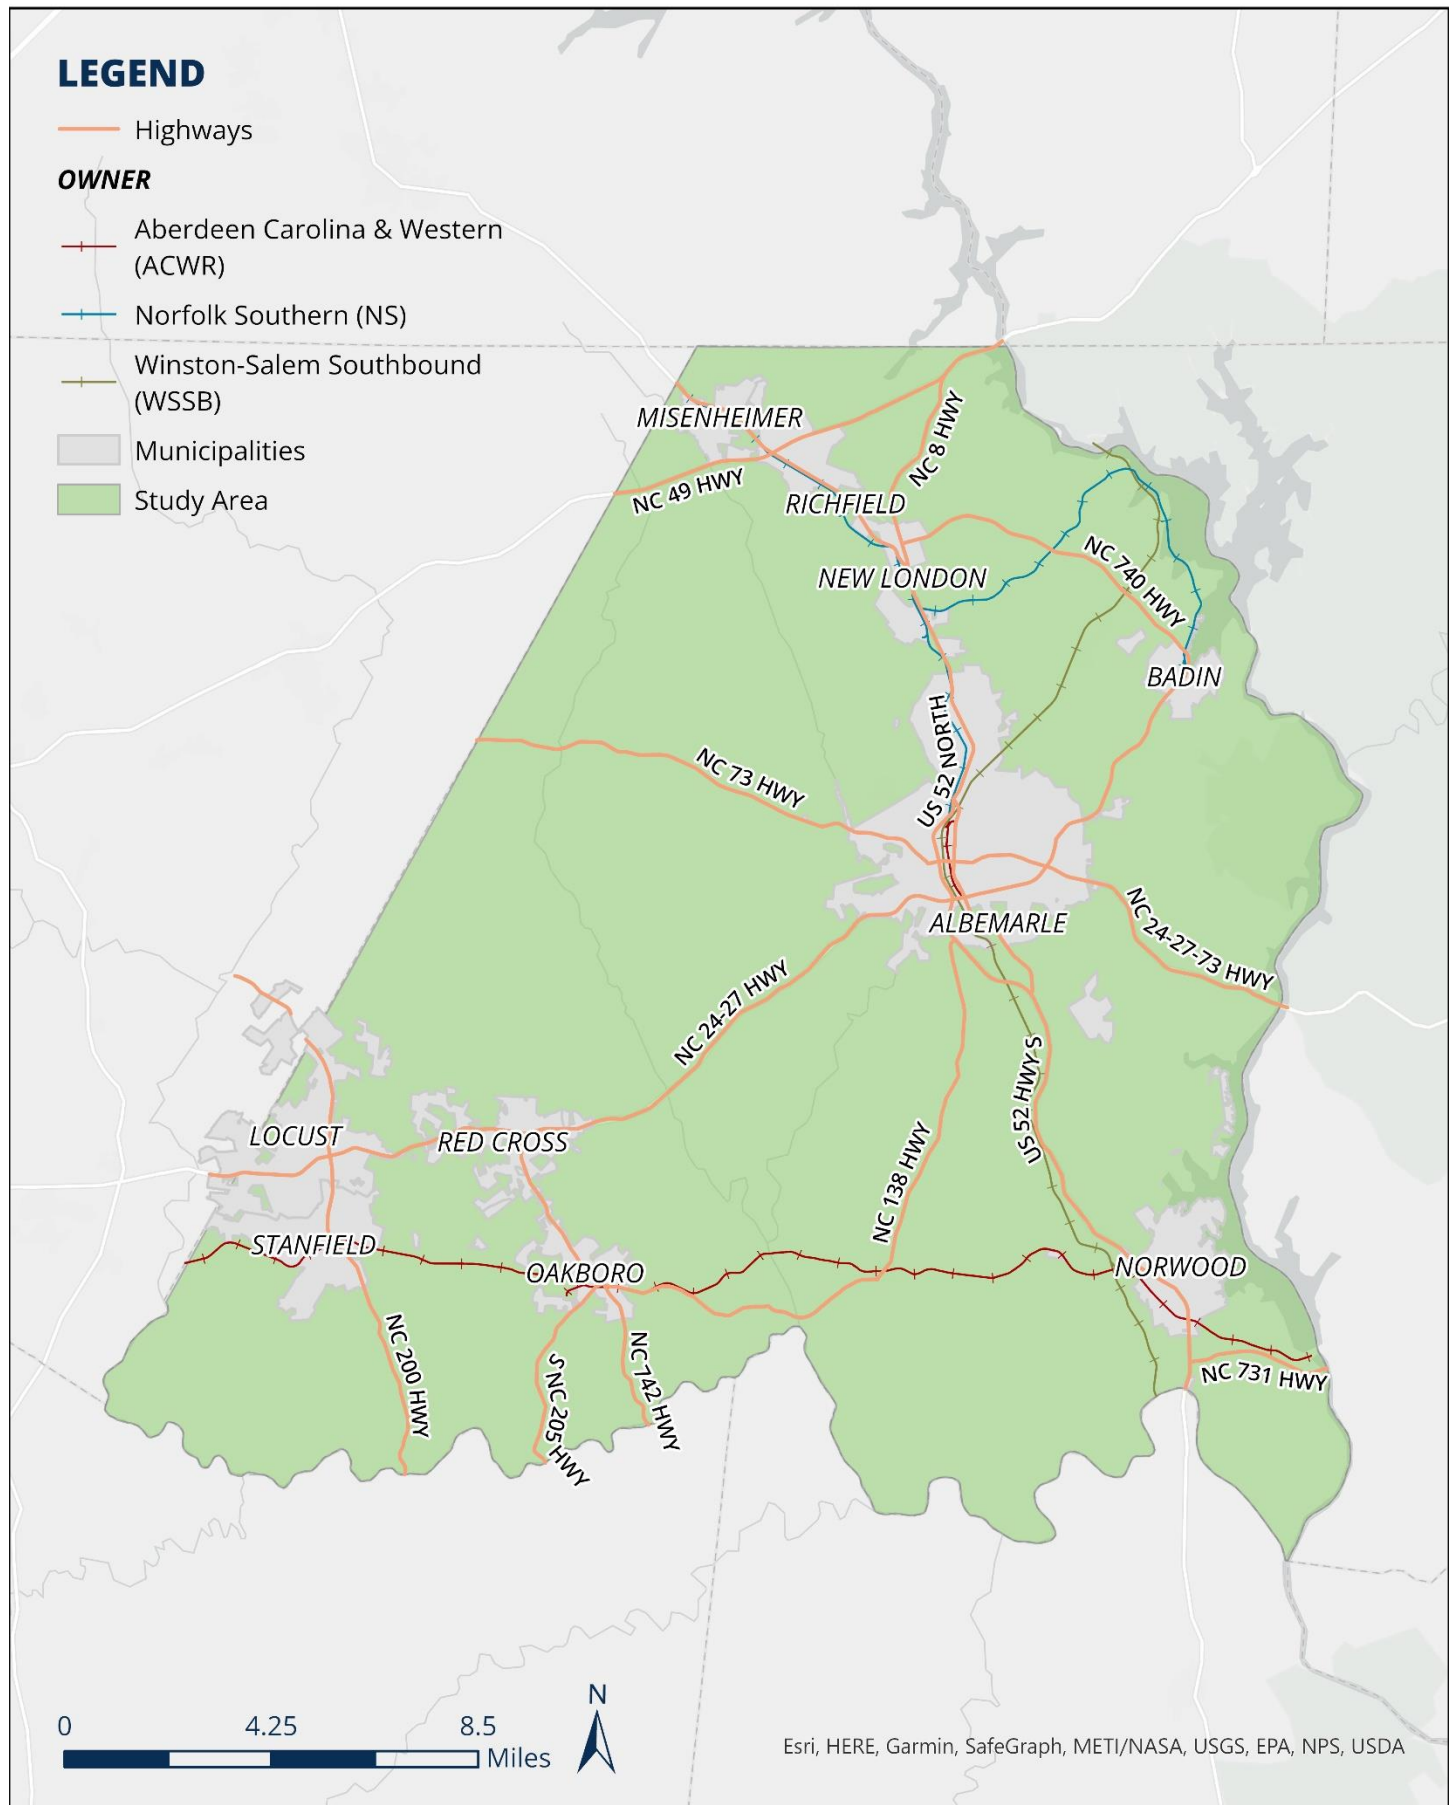 LEGEND
Highways
OWNER
Aberdeen Carolina & Western
(ACWR)
Norfolk Southern (NS)
Winston-Salem Southbound
(WSSB)
Municipalities
Study Area
MISENHEIMER
NC 8 HWY
NC 49 HWY
RICHFIELD
NC 740 HWY
NEW LONDON
BADIN
US 52 NORTH
NC 73 HWY
ALBEMARLE
NC 24-27-73 HWY
NC 24-27 HWY
US 52 HWY S
LOCUST
RED CROSS
NC 138 HWY
STANFIELD
OAKBORO
NORWOOD
NC 200 HWY
S NC 205 HWY
NC 742 HWY
NC 731 HWY
N
0 4.25 8.5
Miles
Esri, HERE, Garmin, SafeGraph, METI/NASA, USGS, EPA, NPS, USDA